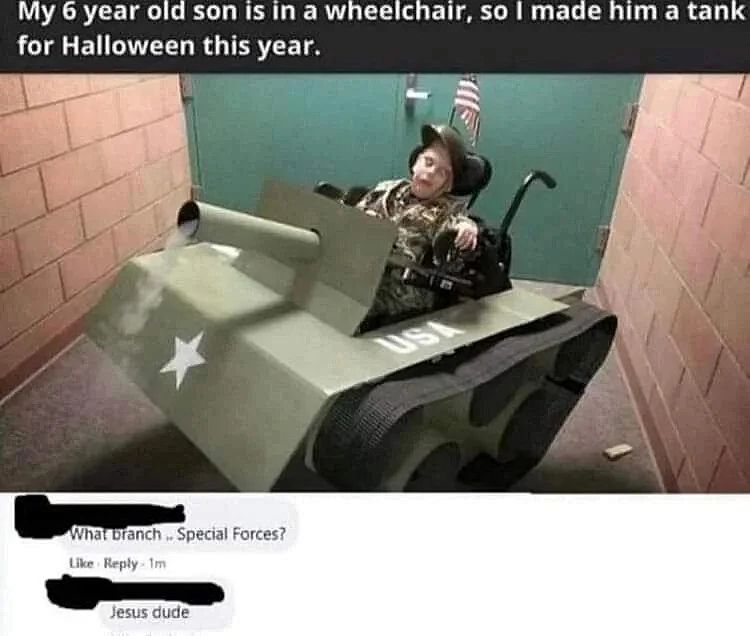 My 6 year old son is in a wheelchair, so I made him a tank
for Halloween this year.
USA
What branch .. Special Forces?
Like · Reply · 1m
Jesus dude